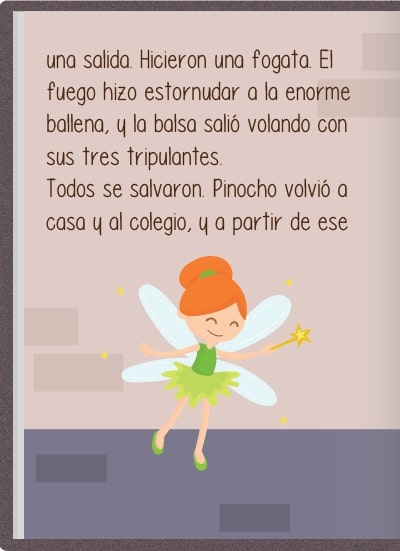 una salida. Hicieron una fogata. El
fuego hizo estornudar a la enorme
ballena, y la balsa salió volando con
sus tres tripulantes.
Todos se salvaron. Pinocho volvió a
casa y al colegio, y a partir de ese